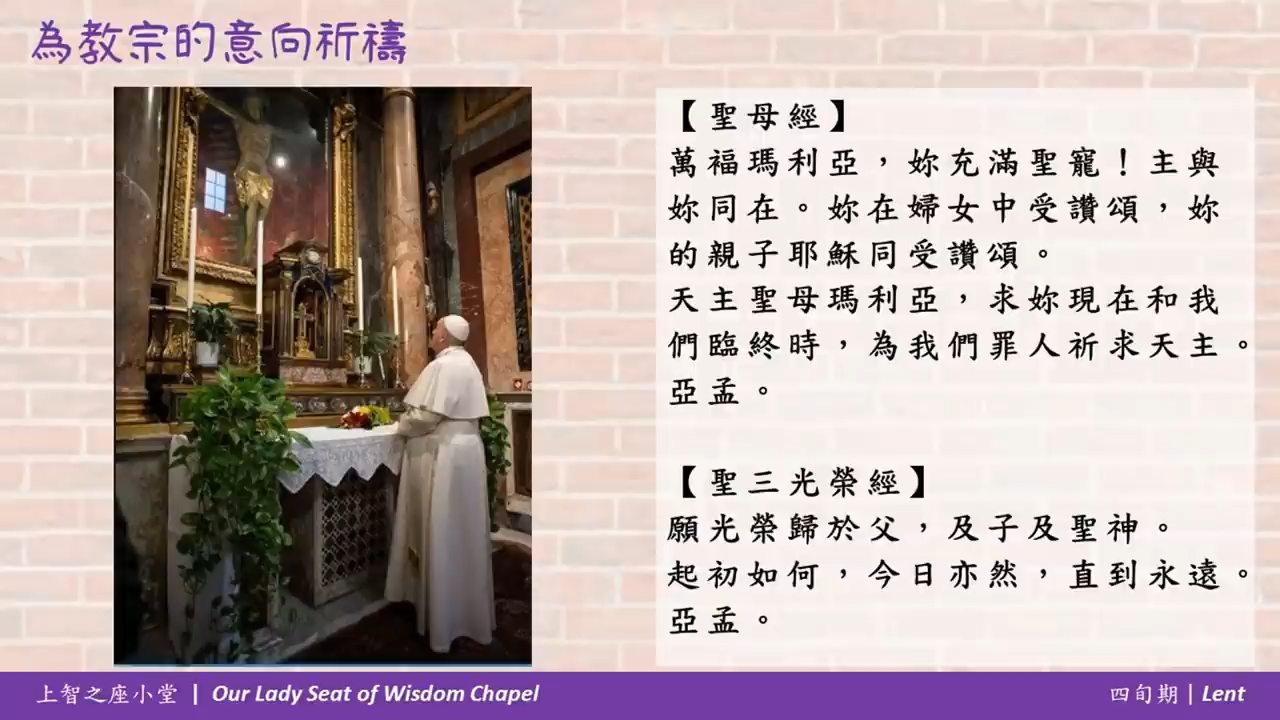 為教宗的意向祈禱
【聖母經】
萬福瑪利亞，妳充滿聖寵！主與
妳同在。妳在婦女中受讚頌，妳
的親子耶穌同受讚頌。
天主聖母瑪利亞，求妳現在和我
們臨終時，為我們罪人祈求天主。
亞孟。
【聖三光榮經】
願光榮歸於父，及子及聖神。
起初如何，今日亦然，直到永遠。
亞孟。
上智之座小堂 | Our Lady Seat of Wisdom Chapel
四旬期 | Lent